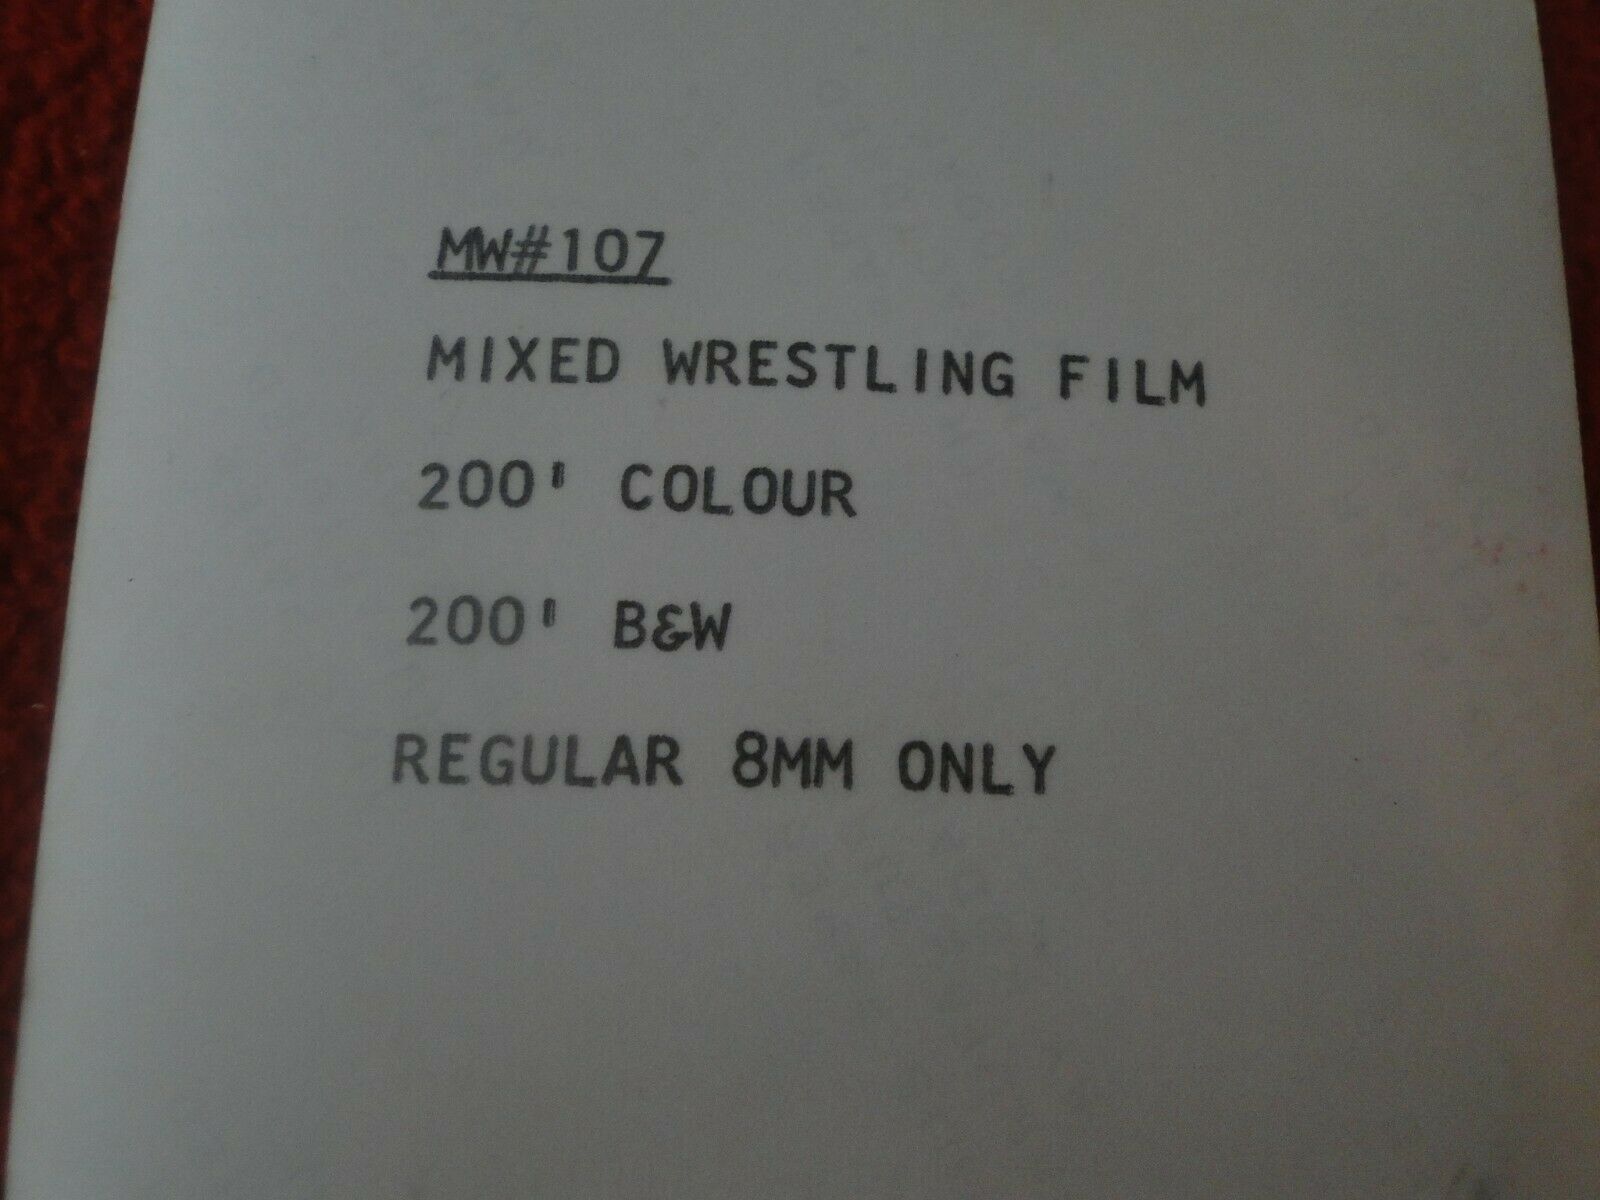 MW#107
MIXED WRESTLING FILM
200' COLOUR
200' B&W
REGULAR 8MM ONLY